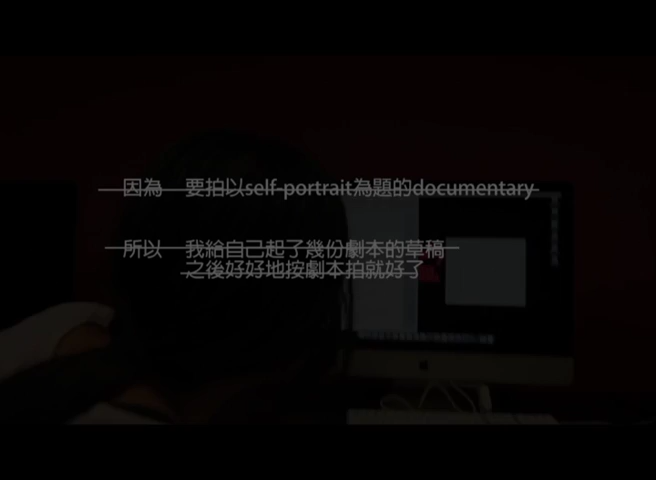 因為 要拍以self-portrait為題的documentary
所以 我給自己起了幾份劇本的草稿
之後好好地按劇本拍就好了